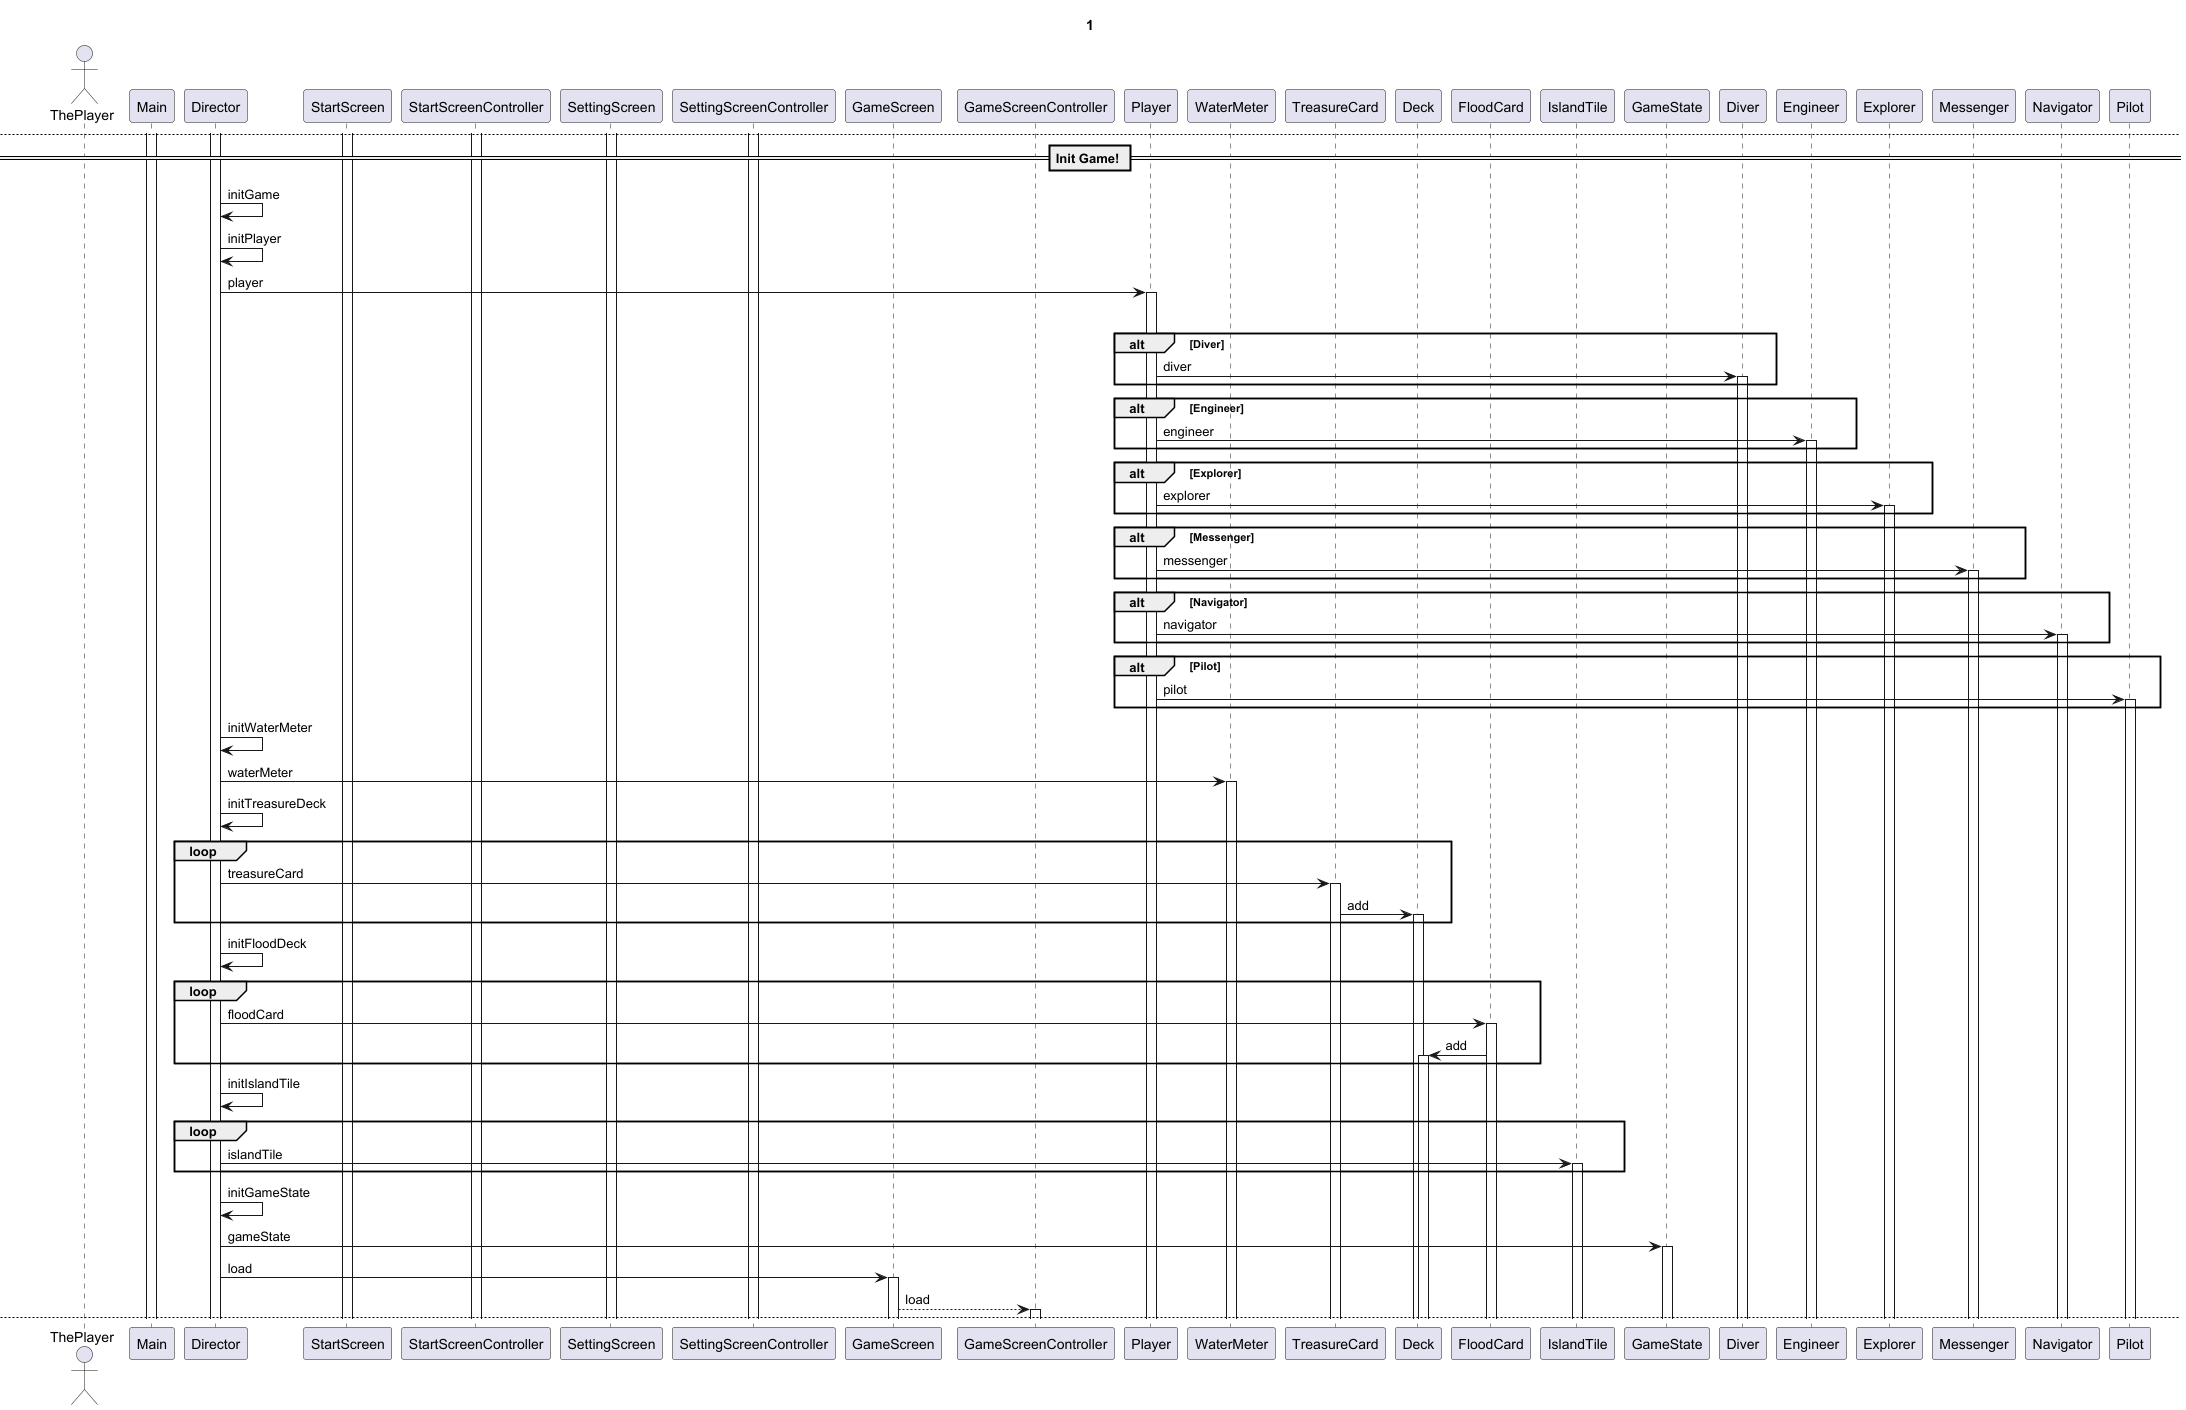 1
ThePlayer
Main
Director
StartScreen
StartScreenController
SettingScreen
SettingScreenController
GameScreen
GameScreenController
Player
WaterMeter
TreasureCard
Deck
FloodCard
IslandTile
GameState
Diver
Engineer
Explorer
Messenger
Navigator
Pilot
Init Game!
initGame
initPlayer
player
alt [Diver]
diver
alt [Engineer]
engineer
alt [Explorer]
explorer
alt [Messenger]
messenger
alt [Navigator]
navigator
alt [Pilot]
pilot
initWaterMeter
waterMeter
initTreasureDeck
loop
treasureCard
add
initFloodDeck
loop
floodCard
add
initIslandTile
loop
islandTile
initGameState
gameState
load
load
ThePlayer
Main
Director
StartScreen
StartScreenController
SettingScreen
SettingScreenController
GameScreen
GameScreenController
Player
WaterMeter
TreasureCard
Deck
FloodCard
IslandTile
GameState
Diver
Engineer
Explorer
Messenger
Navigator
Pilot